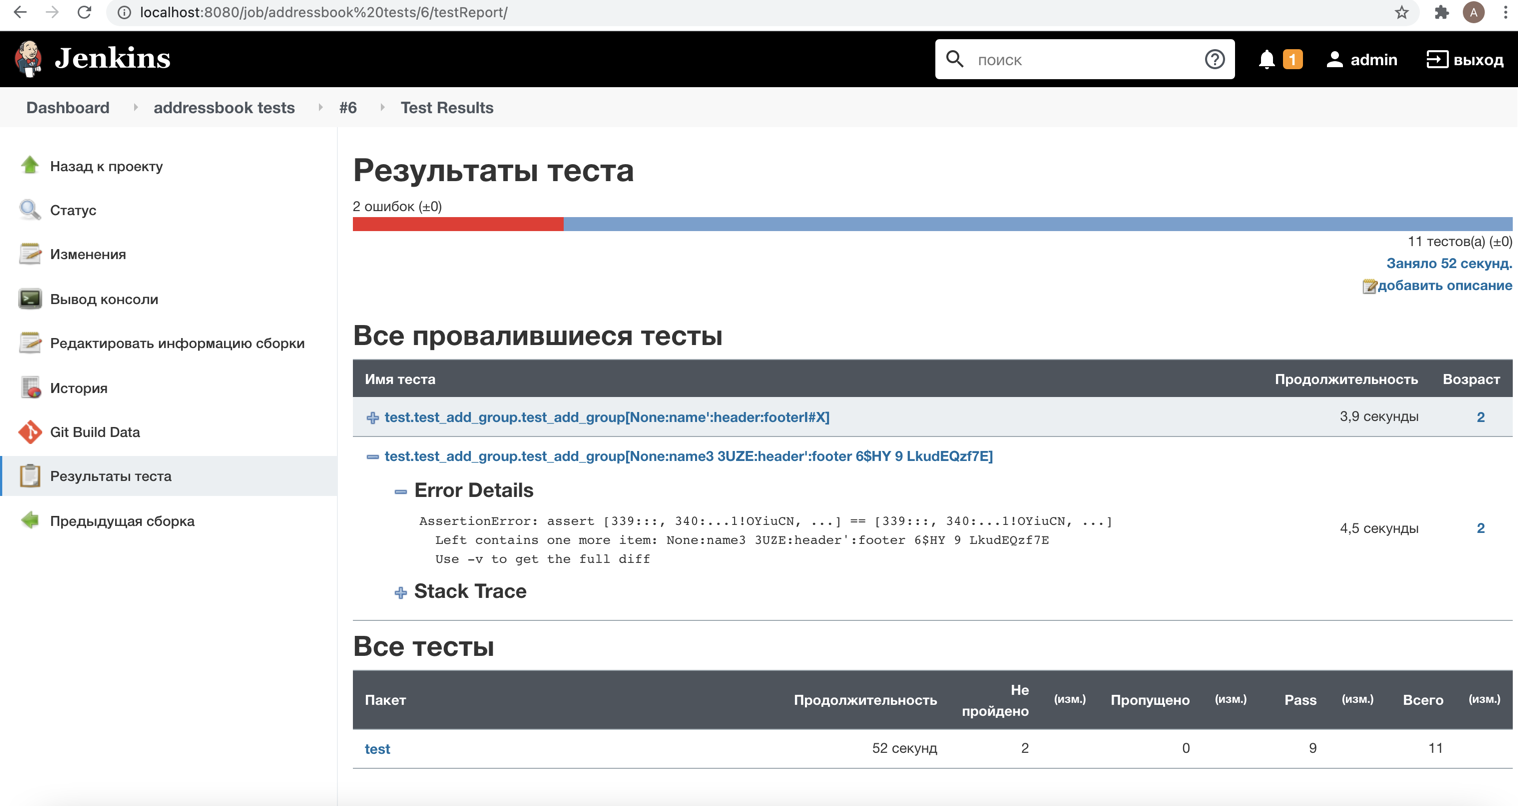 localhost:8080/job/addressbook%20tests/6/testReport/
A
Jenkins
поиск
1
admin
выход
Dashboard
addressbook tests
#6
Test Results
Назад к проекту
Статус
Изменения
Вывод консоли
Редактировать информацию сборки
История
Git Build Data
Результаты теста
Предыдущая сборка
Результаты теста
2 ошибок (±0)
11 тестов(а) (±0)
Заняло 52 секунд.
добавить описание
Все провалившиеся тесты
Имя теста Продолжительность Возраст
test.test_add_group.test_add_group[None:name':header:footerI#X] 3,9 секунды 2
test.test_add_group.test_add_group[None:name3 3UZE:header':footer 6$HY 9 LkudEQzf7E]
Error Details
AssertionError: assert [339:::, 340:...1!OYiuCN, ...] == [339:::, 340:...1!OYiuCN, ...]
4,5 секунды 2
Left contains one more item: None:name3 3UZE:header':footer 6$HY 9 LkudEQzf7E
Use -v to get the full diff
Stack Trace
Все тесты
Пакет Продолжительность Не пройдено (изм.) Пропущено (изм.) Pass (изм.) Всего (изм.)
test 52 секунд 2 0 9 11